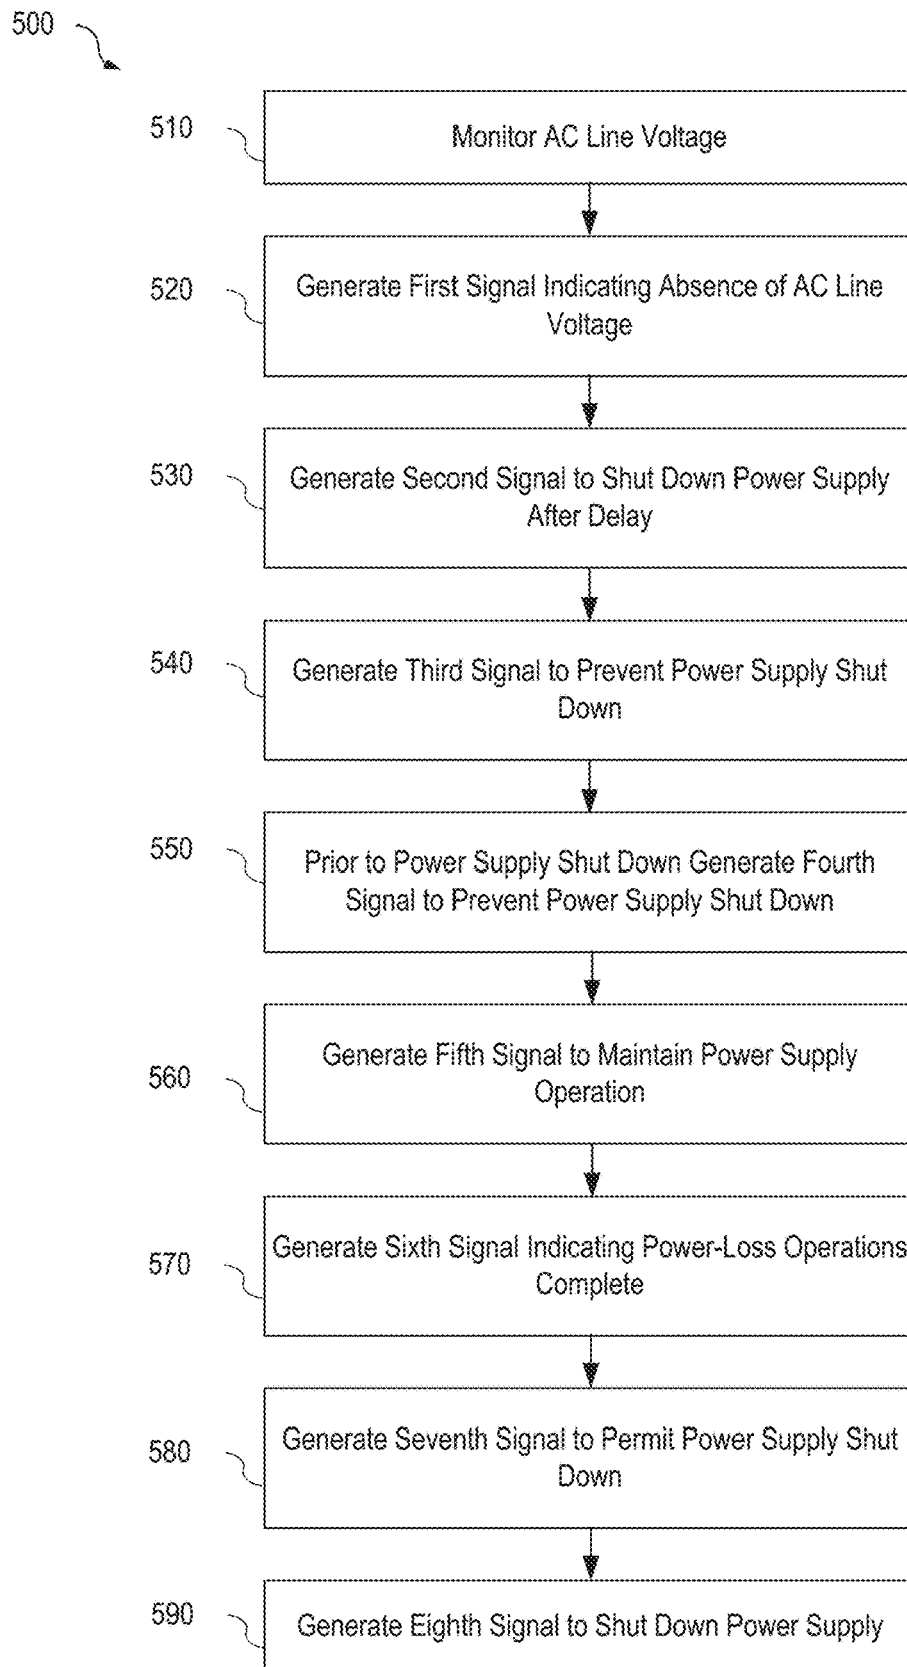 500
510
Monitor AC Line Voltage
520
Generate First Signal Indicating Absence of AC Line
Voltage
530
Generate Second Signal to Shut Down Power Supply
After Delay
540
Generate Third Signal to Prevent Power Supply Shut
Down
550
Prior to Power Supply Shut Down Generate Fourth
Signal to Prevent Power Supply Shut Down
560
Generate Fifth Signal to Maintain Power Supply
Operation
570
Generate Sixth Signal Indicating Power-Loss Operations
Complete
580
Generate Seventh Signal to Permit Power Supply Shut
Down
590
Generate Eighth Signal to Shut Down Power Supply